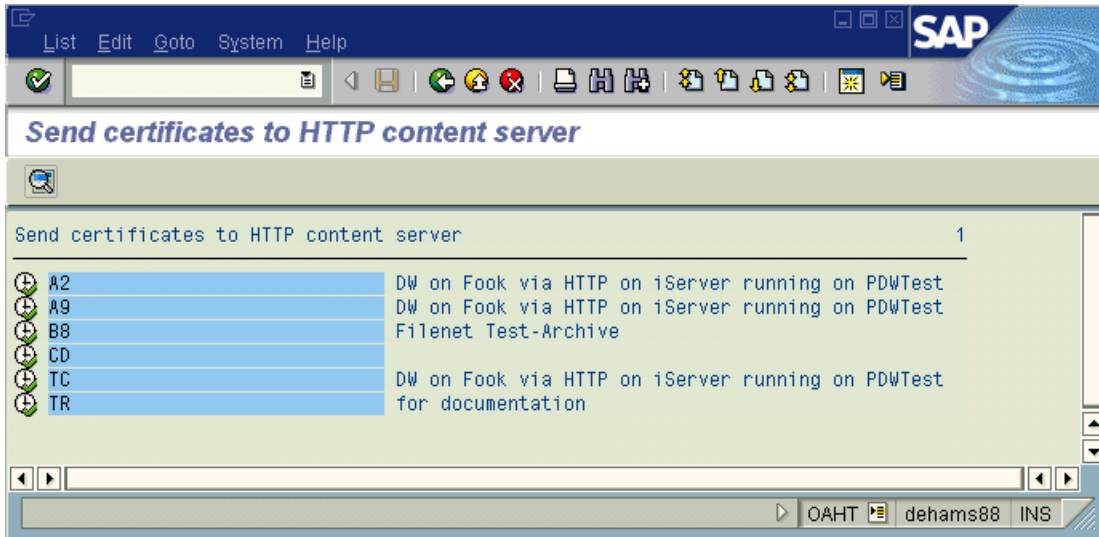 List Edit Goto System Help
SAP
Send certificates to HTTP content server
Send certificates to HTTP content server 1
A2 DW on Fook via HTTP on iServer running on PDWTest
A9 DW on Fook via HTTP on iServer running on PDWTest
B8 Filenet Test-Archive
CD
TC DW on Fook via HTTP on iServer running on PDWTest
TR for documentation
OAHT dehams88 INS